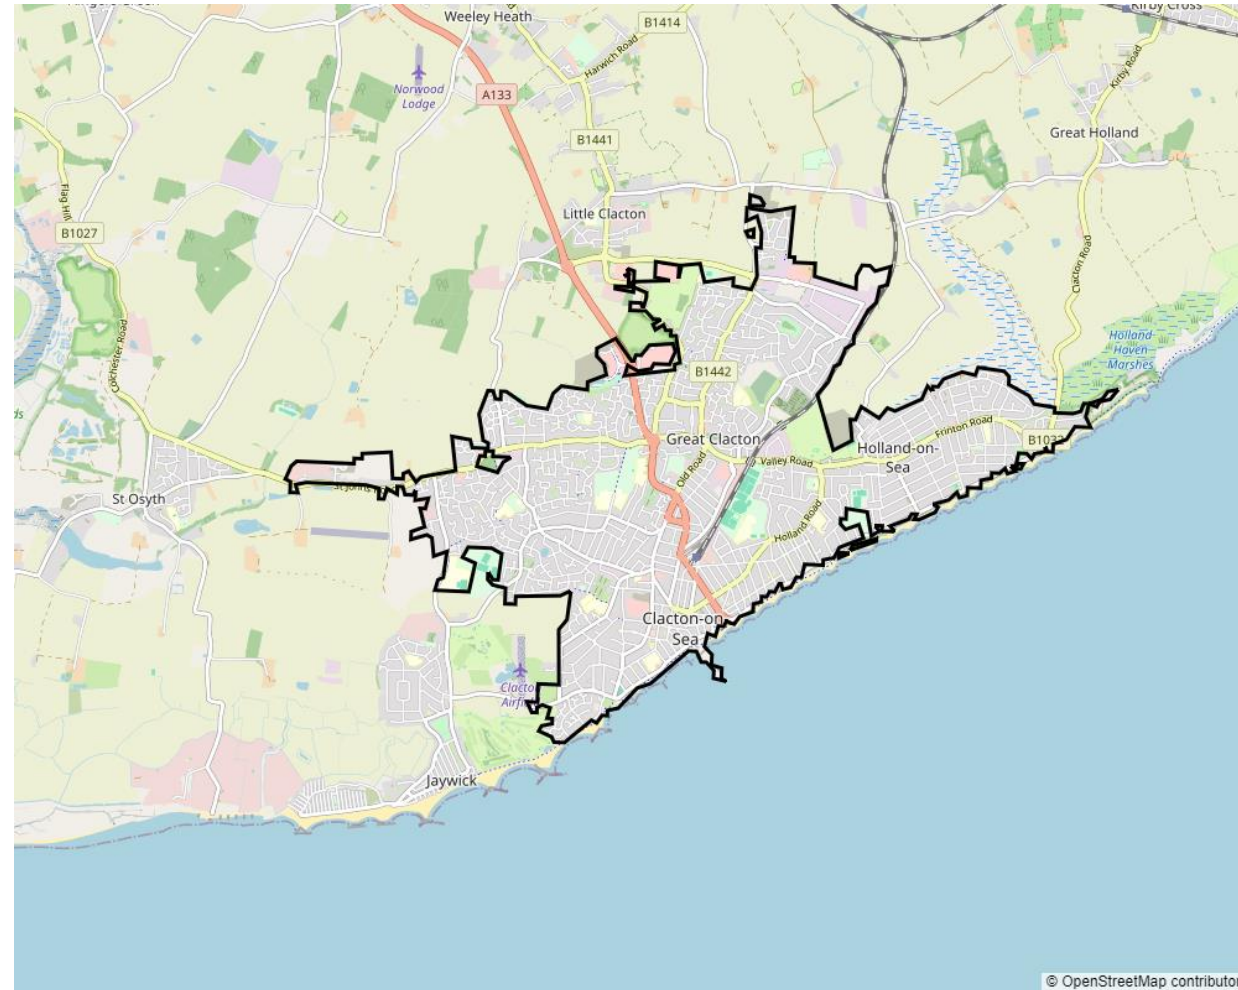 Weeley Heath
B1414
Kirby Cross
Harwich Road
Kirby Road
Norwood
Lodge
A133
Great Holland
B1441
Flag Hill
Little Clacton
B1027
Clacton Road
Colchester Road
Holland
Haven
Marshes
B1442
Frinton Road
Great Clacton
B1032
Holland-on-
Sea
Valley Road
Old Road
St Osyth
Holland Road
Clacton-on
Sea
Jaywick
© OpenStreetMap contributor